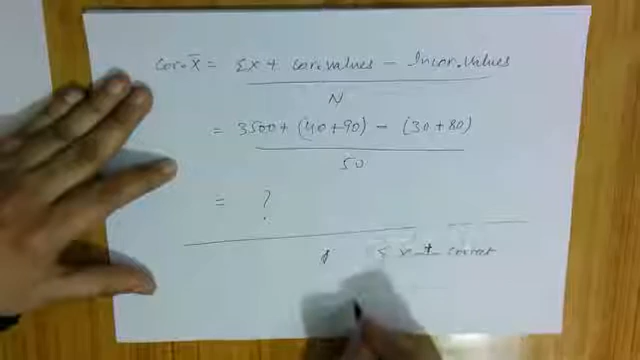 Cor. X̄ = ΣX + cor. values − Incor. values
N
= 3500 + (40+90) − (30+80)
50
= ?
Σ X + correct